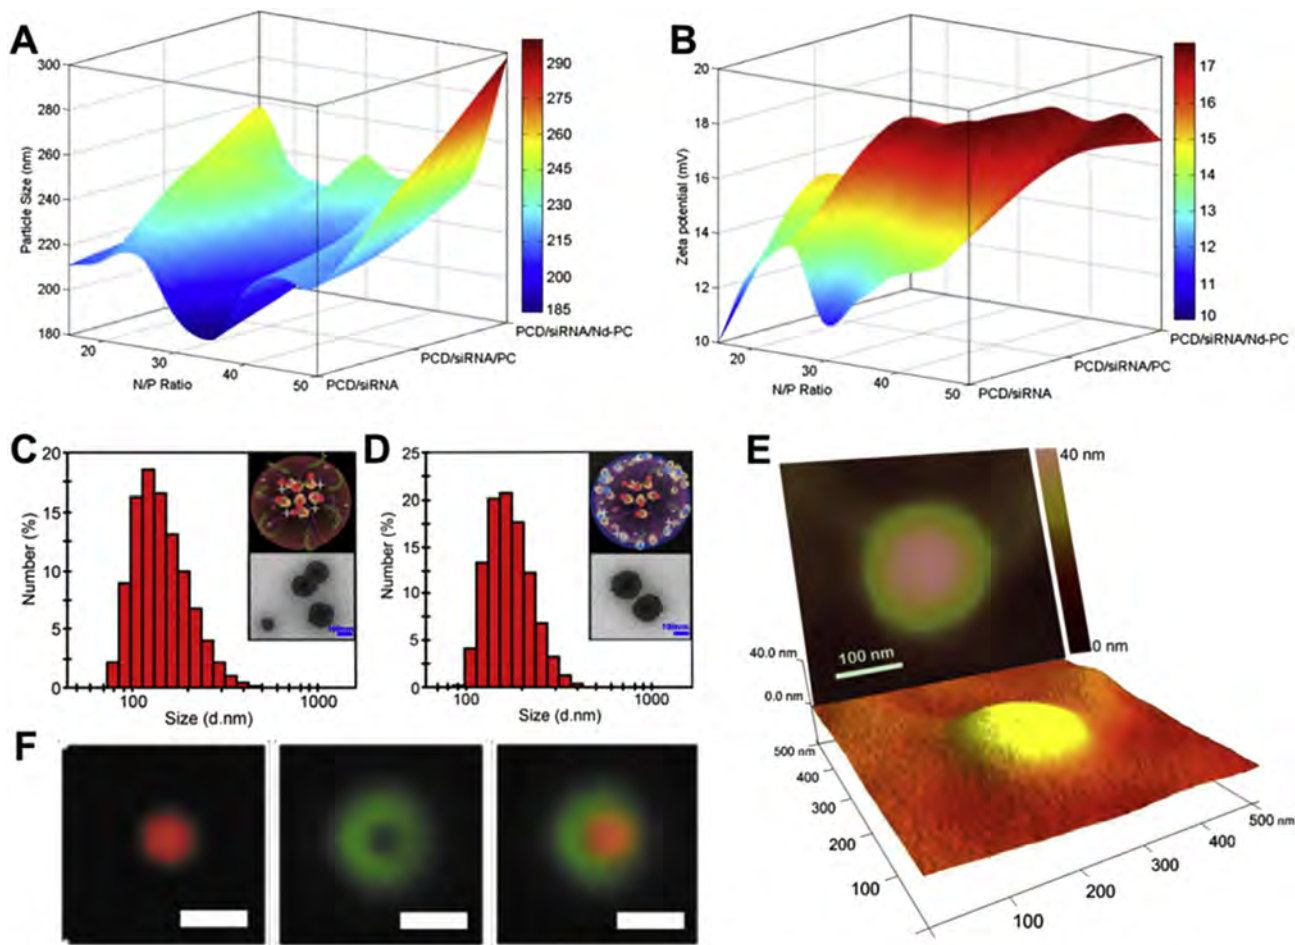 A
300
280
260
240
220
200
180
Particle Size (nm)
20
30
40
50
N/P Ratio
PCD/siRNA
PCD/siRNA/PC
PCD/siRNA/Nd-PC
290
275
260
245
230
215
200
185
B
20
18
16
14
12
10
Zeta potential (mV)
20
30
40
50
N/P Ratio
PCD/siRNA
PCD/siRNA/PC
PCD/siRNA/Nd-PC
17
16
15
14
13
12
11
10
C
20
15
10
5
0
Number (%)
100
1000
Size (d.nm)
100nm
D
25
20
15
10
5
0
Number (%)
100
1000
Size (d.nm)
100nm
E
40 nm
0 nm
100 nm
40.0 nm
0.0 nm
500 nm
400
300
200
100
100
200
300
400
500 nm
F